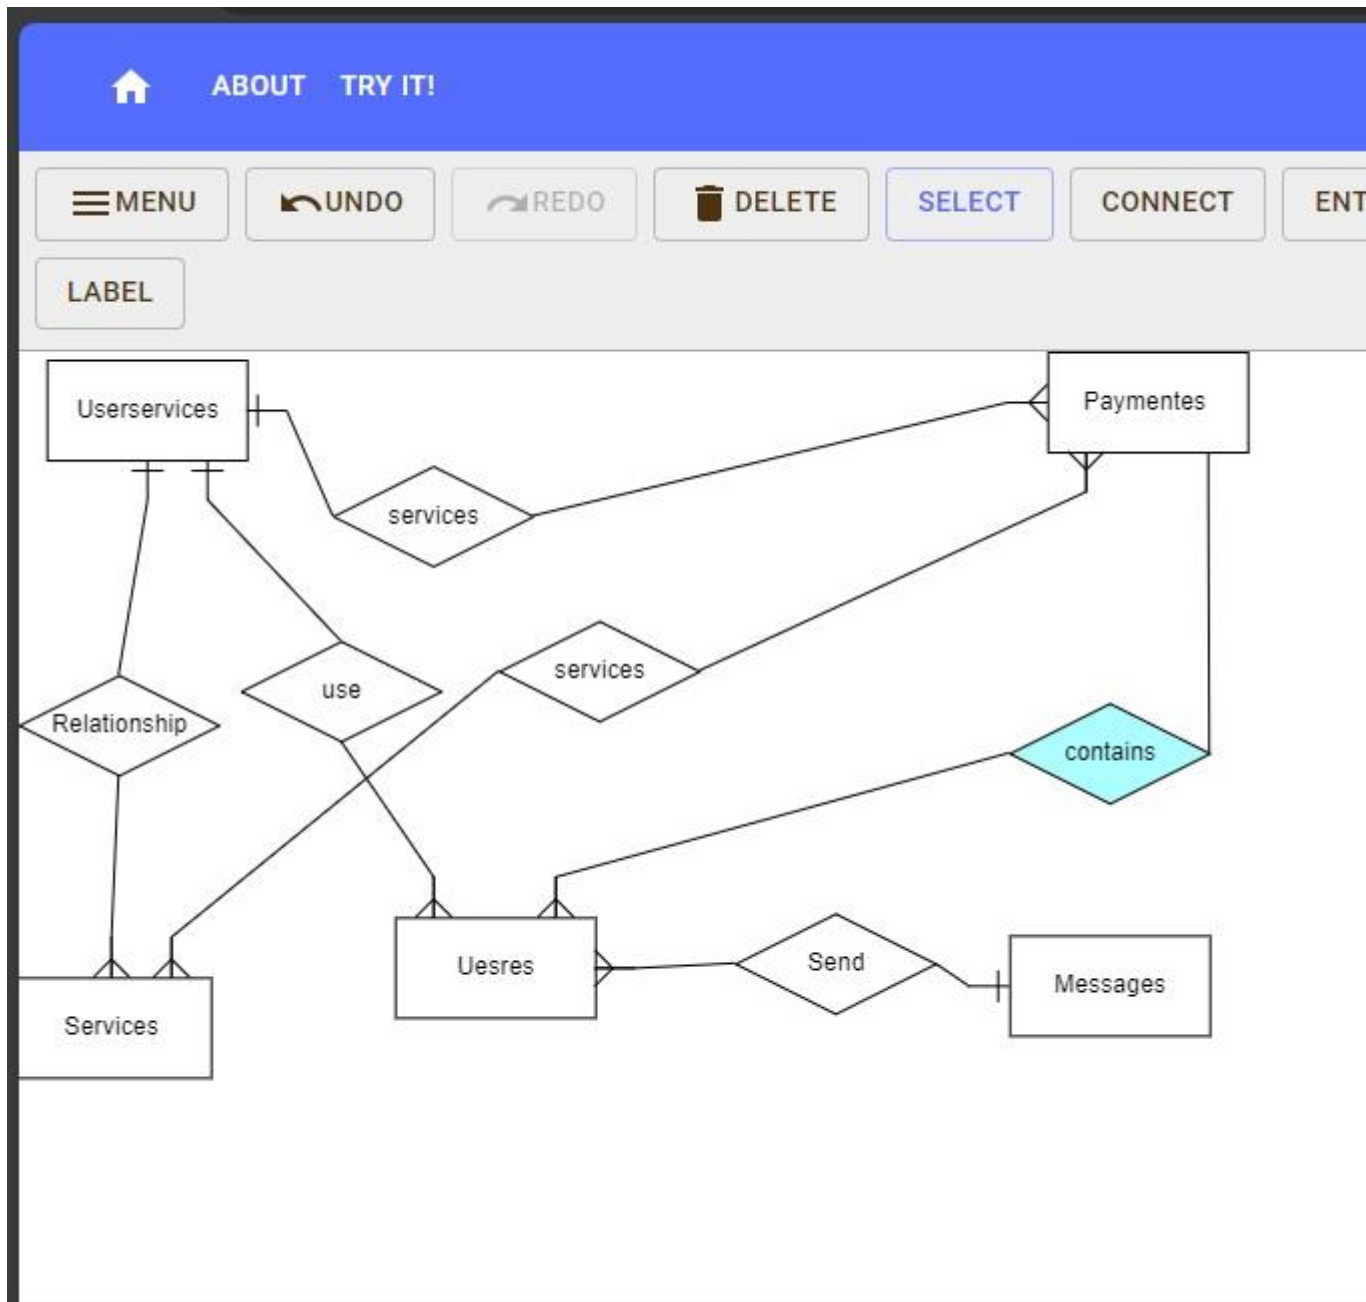 ABOUT TRY IT!
MENU UNDO REDO DELETE SELECT CONNECT ENT
LABEL
Userservices
Paymentes
services
services
use
Relationship
contains
Uesres
Send
Messages
Services